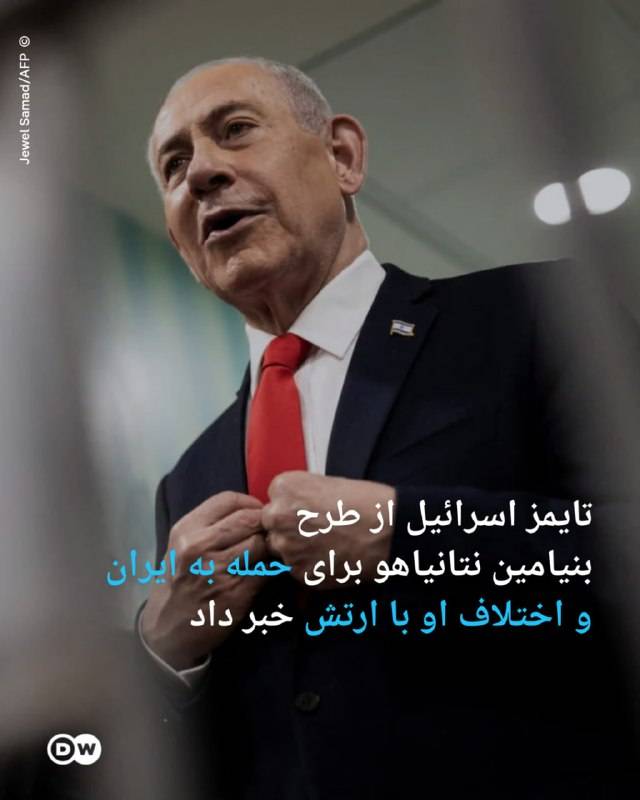 © Jewel Samad/AFP
تایمز اسرائیل از طرح
بنیامین نتانیاهو برای حمله به ایران
و اختلاف او با ارتش خبر داد
DW